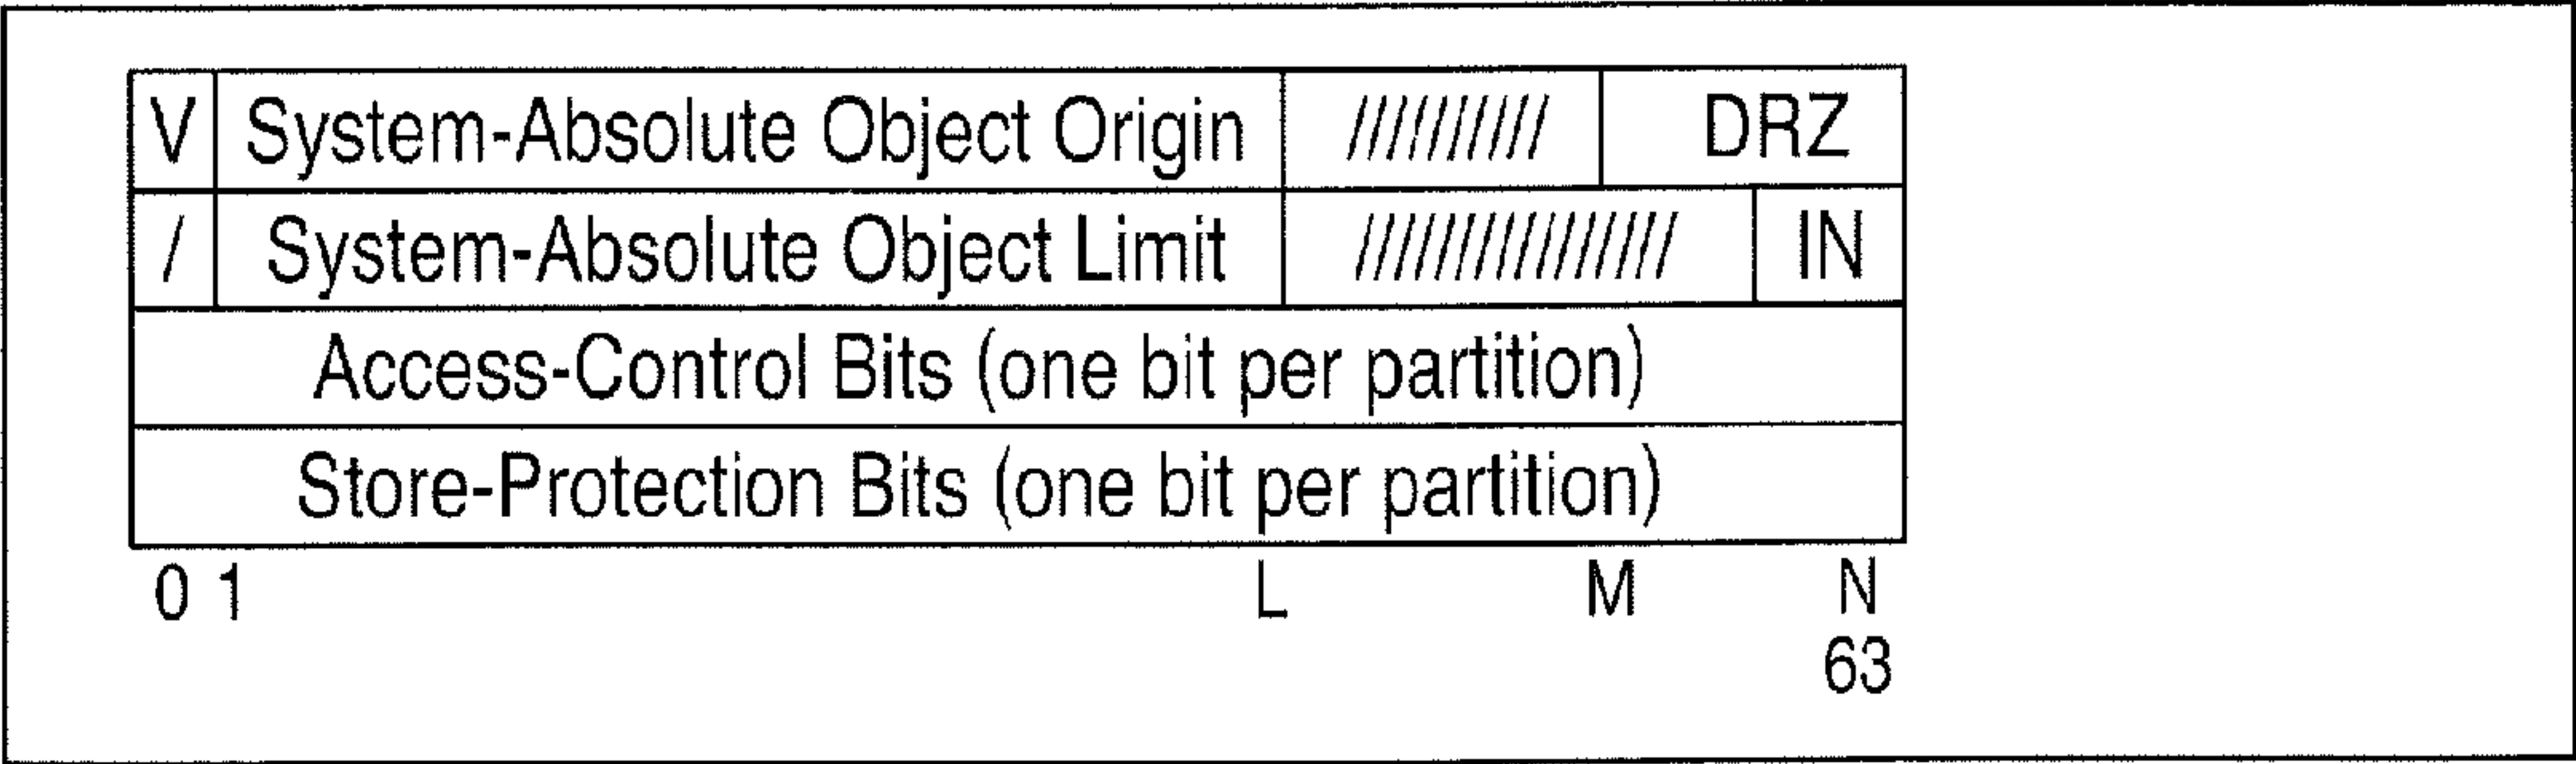 V System-Absolute Object Origin ////////// DRZ
/ System-Absolute Object Limit //////////////// IN
Access-Control Bits (one bit per partition)
Store-Protection Bits (one bit per partition)
0 1 L M N
63